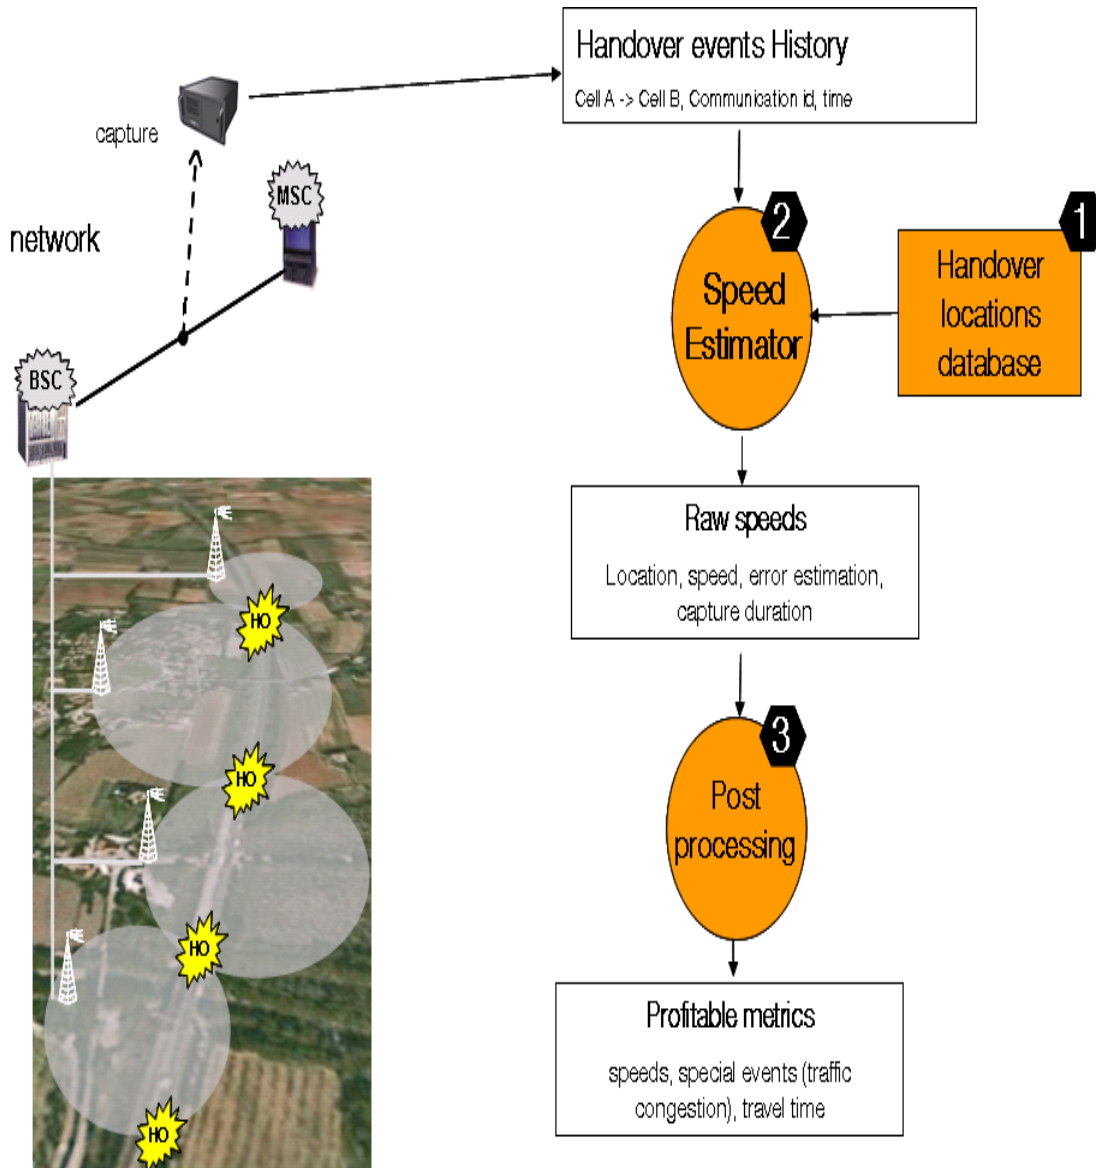 Handover events History
Cell A -> Cell B, Communication id, time
capture
MSC
network
2
1
Speed
Estimator
Handover
locations
database
BSC
Raw speeds
Location, speed, error estimation,
capture duration
HO
HO
HO
HO
3
Post
processing
Profitable metrics
speeds, special events (traffic
congestion), travel time